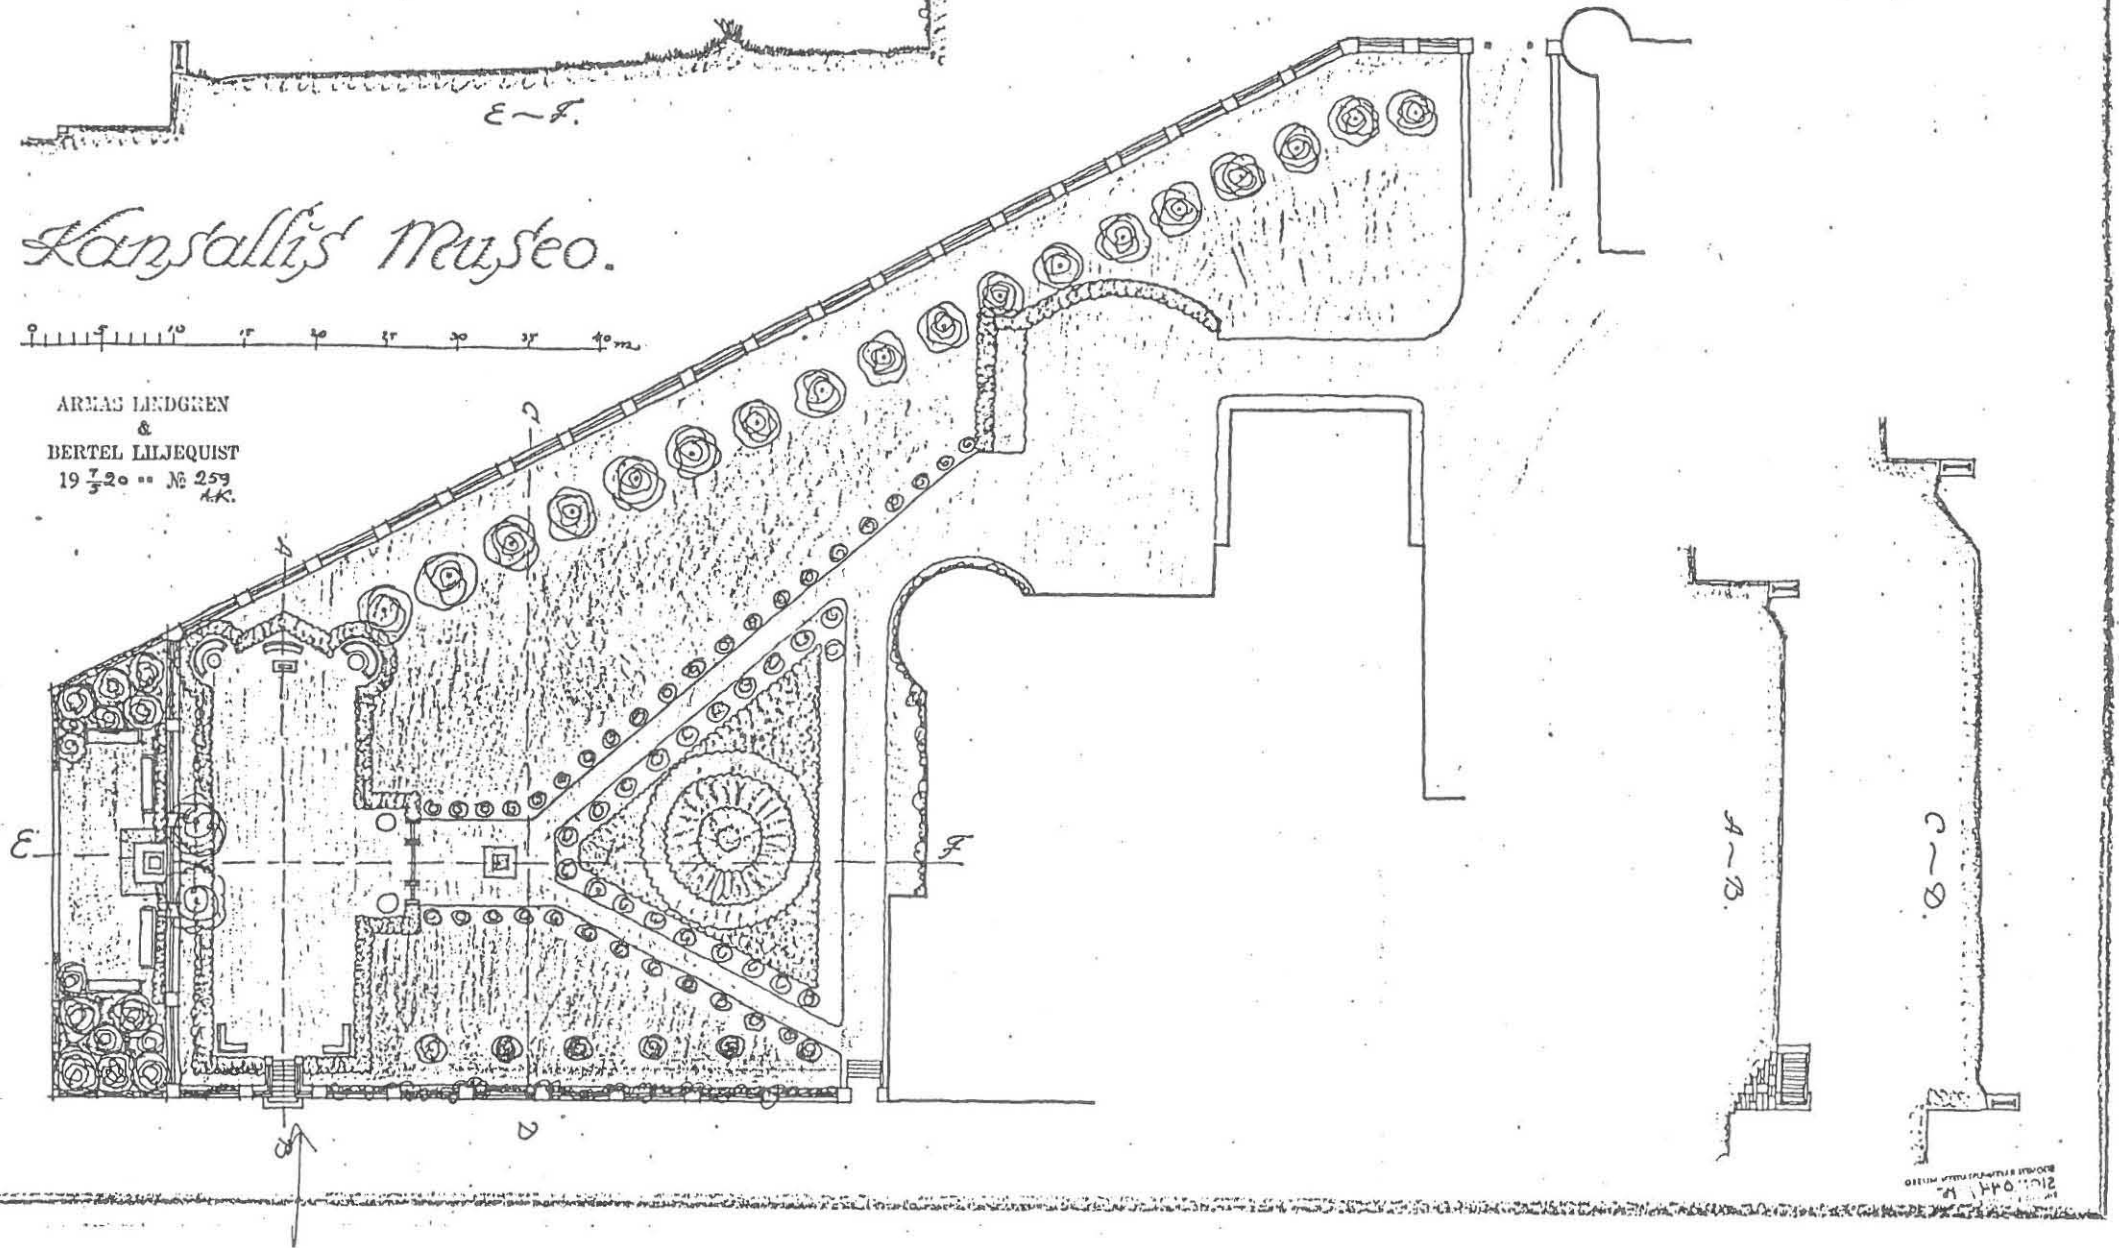 E~F.
Kansallis Museo.
0 5 10 15 20 25 30 35 40 m.
ARMAS LINDGREN
&
BERTEL LILJEQUIST
19 7/5 20 " № 259
A.K.
C
A
E
F
A~B.
C~D.
B
D